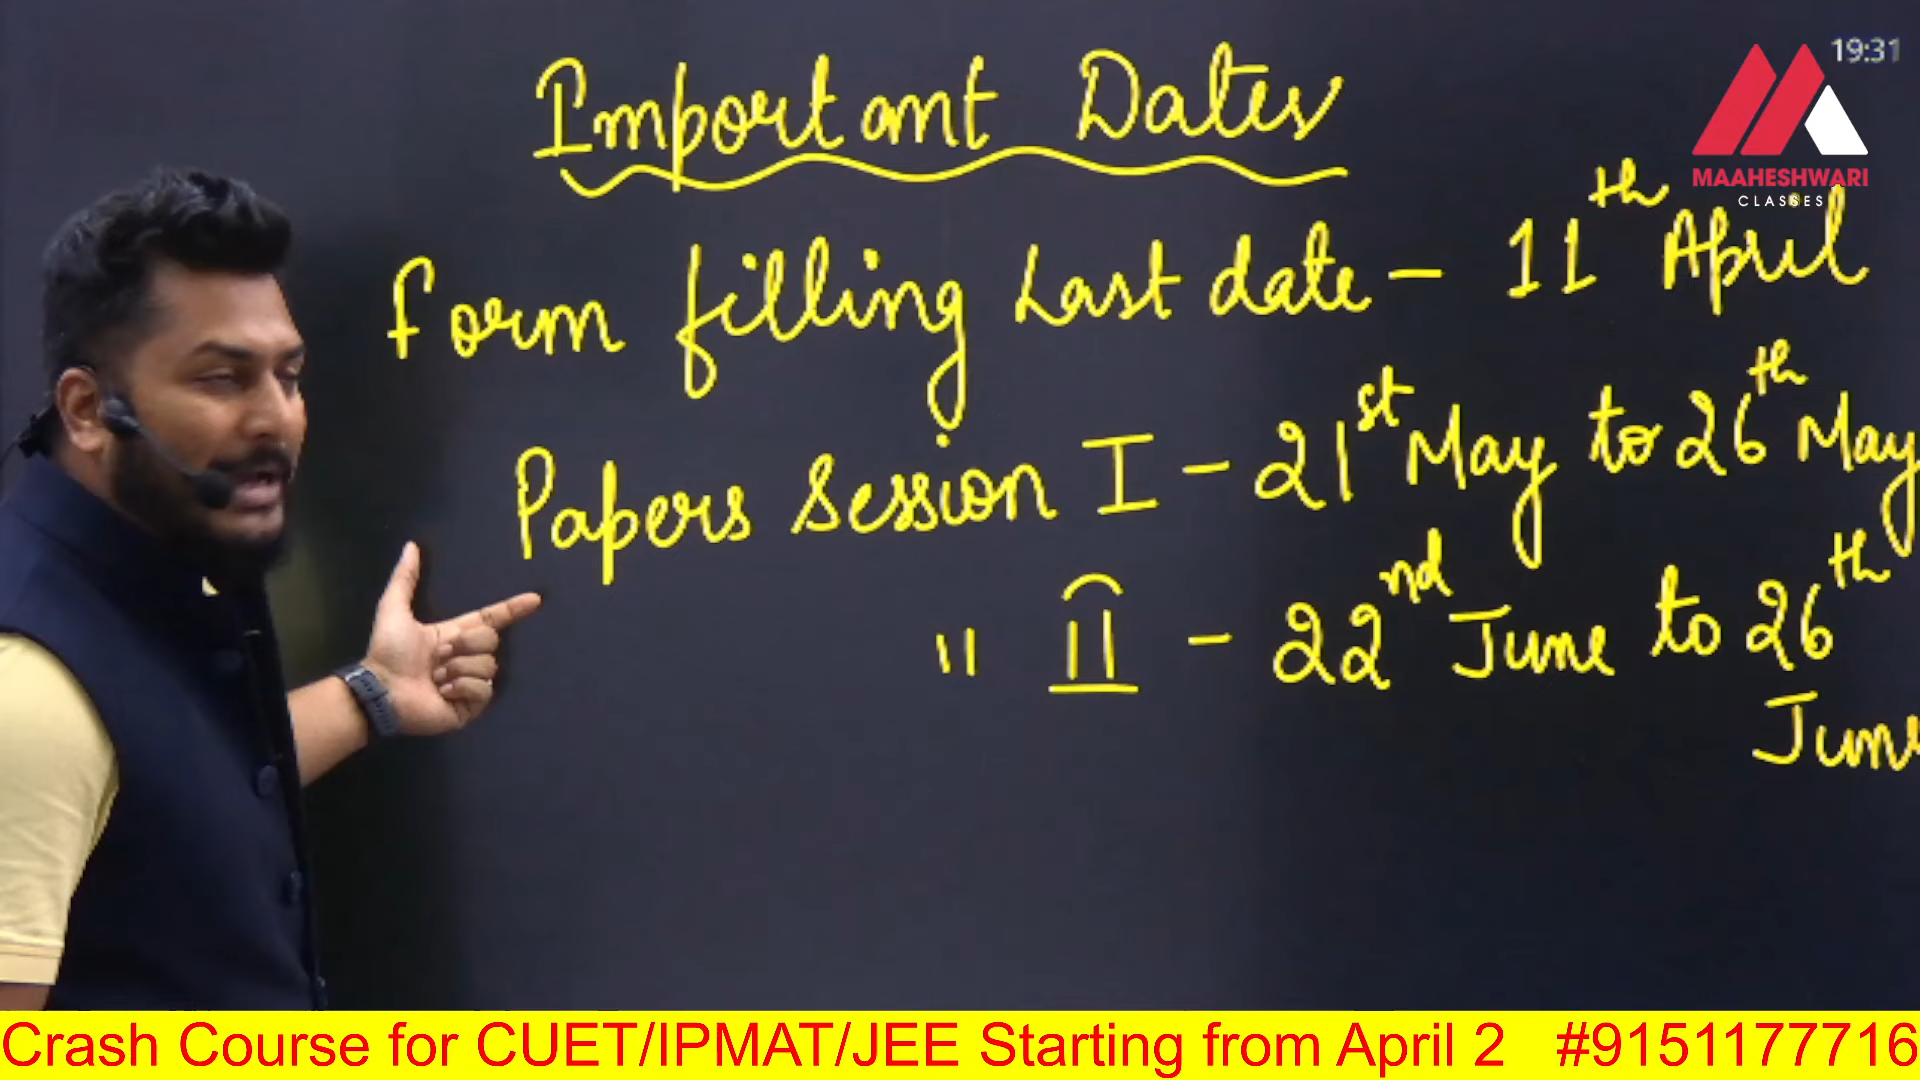 19:31
MAAHESHWARI
CLASSES
Important Dates
Form filling Last date - 11th April
Papers Session I - 21st May to 26th May
" II - 22nd June to 26th
June
Crash Course for CUET/IPMAT/JEE Starting from April 2 #9151177716